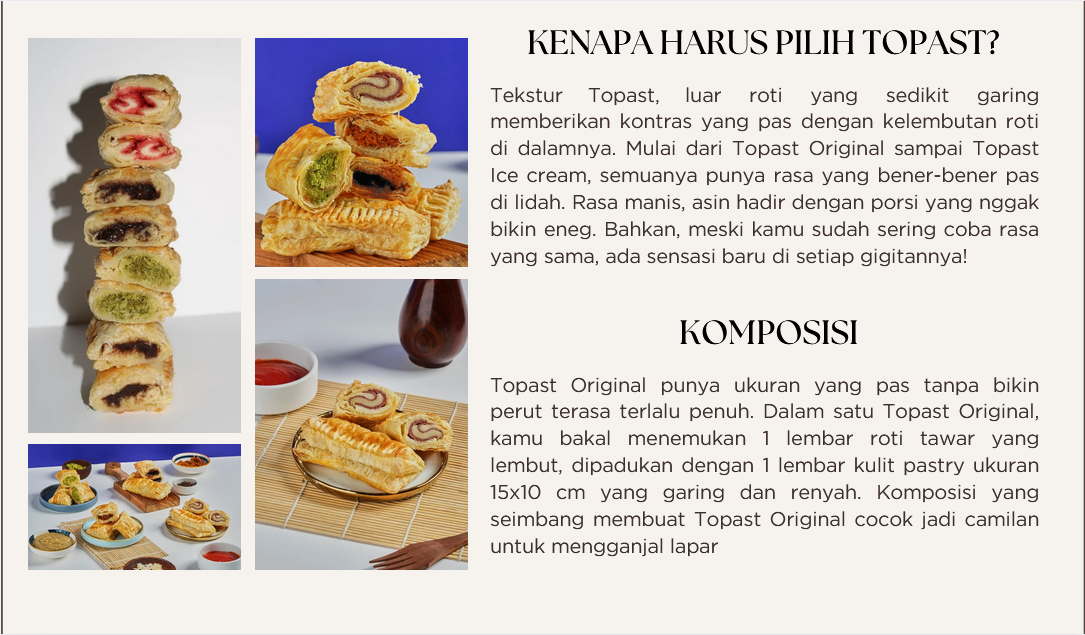 KENAPA HARUS PILIH TOPAST?
Tekstur Topast, luar roti yang sedikit garing
memberikan kontras yang pas dengan kelembutan roti
di dalamnya. Mulai dari Topast Original sampai Topast
Ice cream, semuanya punya rasa yang bener-bener pas
di lidah. Rasa manis, asin hadir dengan porsi yang nggak
bikin eneg. Bahkan, meski kamu sudah sering coba rasa
yang sama, ada sensasi baru di setiap gigitannya!
KOMPOSISI
Topast Original punya ukuran yang pas tanpa bikin
perut terasa terlalu penuh. Dalam satu Topast Original,
kamu bakal menemukan 1 lembar roti tawar yang
lembut, dipadukan dengan 1 lembar kulit pastry ukuran
15x10 cm yang garing dan renyah. Komposisi yang
seimbang membuat Topast Original cocok jadi camilan
untuk mengganjal lapar